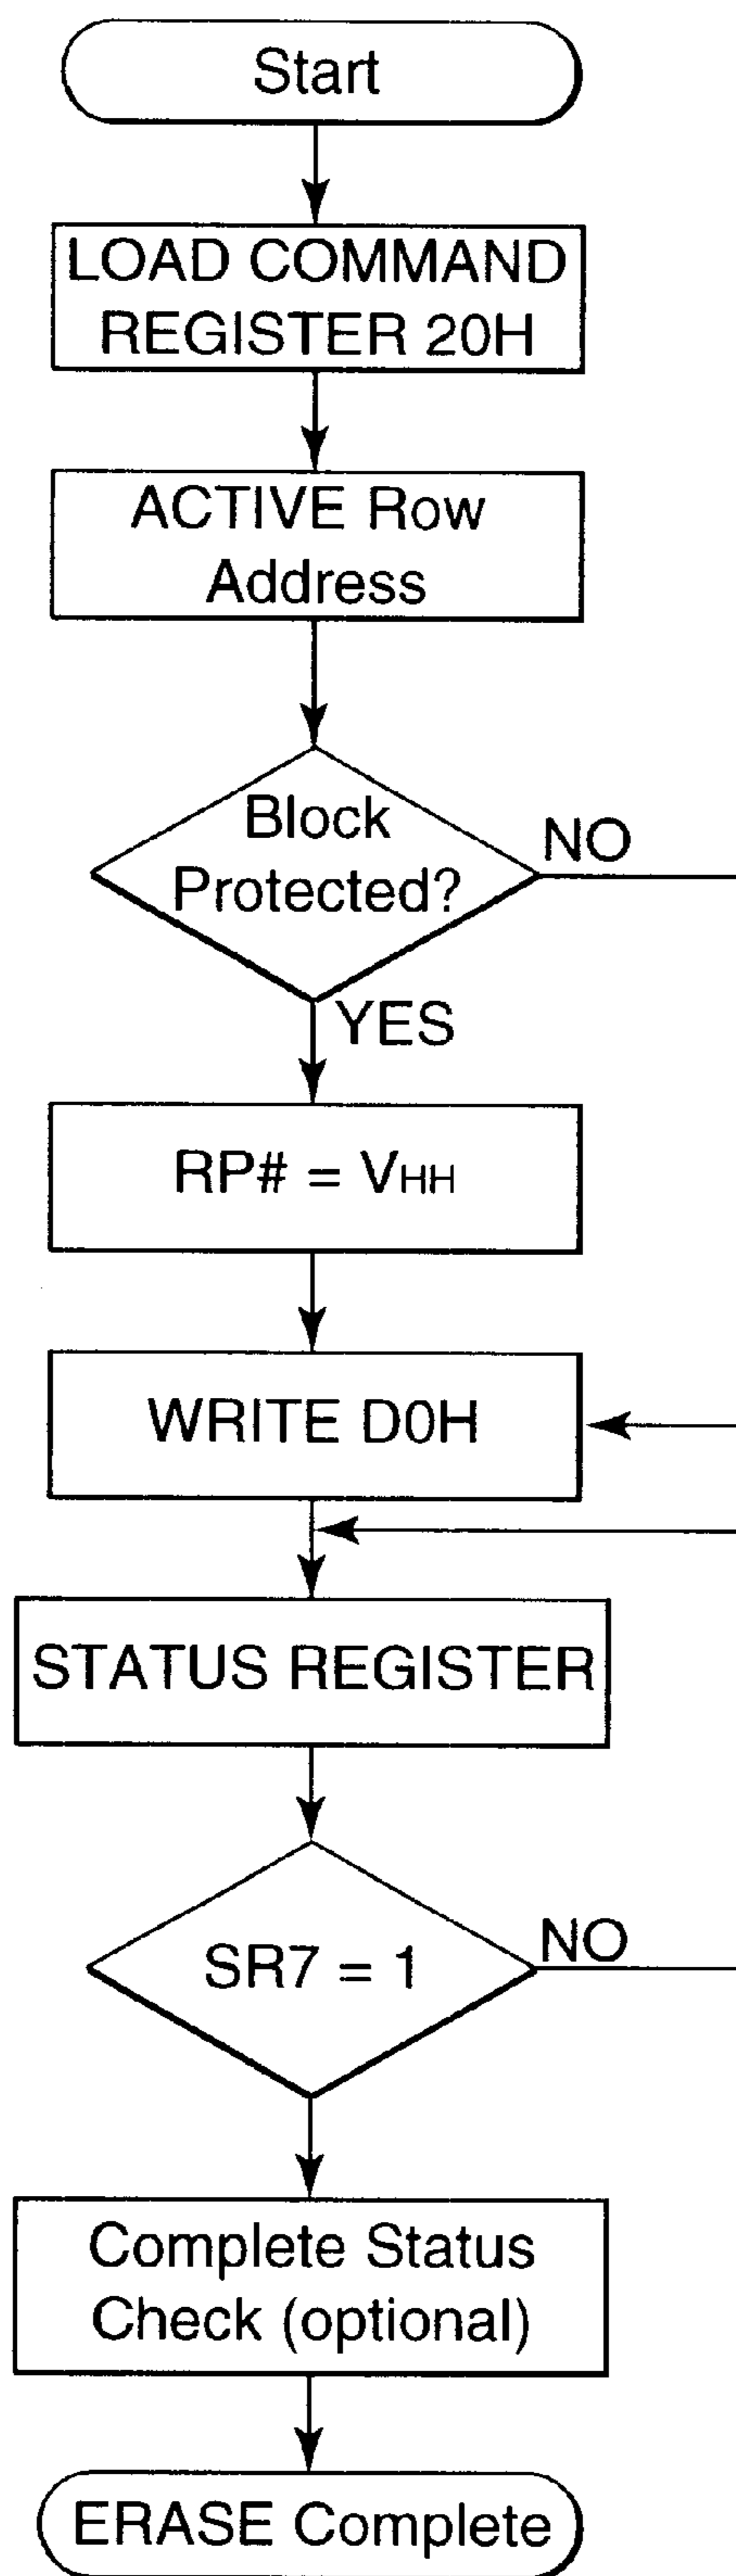 Start
LOAD COMMAND
REGISTER 20H
ACTIVE Row
Address
Block
Protected?
NO
YES
RP# = VHH
WRITE D0H
STATUS REGISTER
SR7 = 1
NO
Complete Status
Check (optional)
ERASE Complete